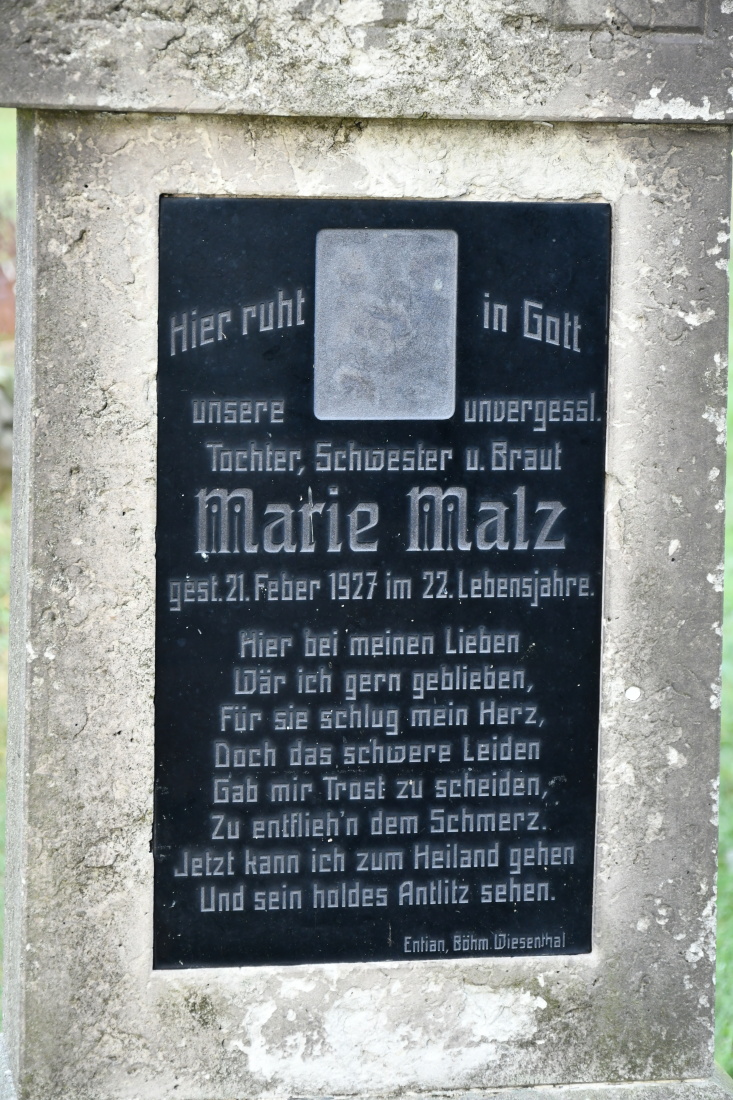 Hier ruht in Gott
unsere unvergessl.
Tochter, Schwester u. Braut
Marie Malz
gest. 21. Feber 1927 im 22. Lebensjahre.
Hier bei meinen Lieben
Wär ich gern geblieben,
Für sie schlug mein Herz,
Doch das schwere Leiden
Gab mir Trost zu scheiden,
Zu entflieh'n dem Schmerz.
Jetzt kann ich zum Heiland gehen
Und sein holdes Antlitz sehen.
Entian, Böhm. Wiesenthal